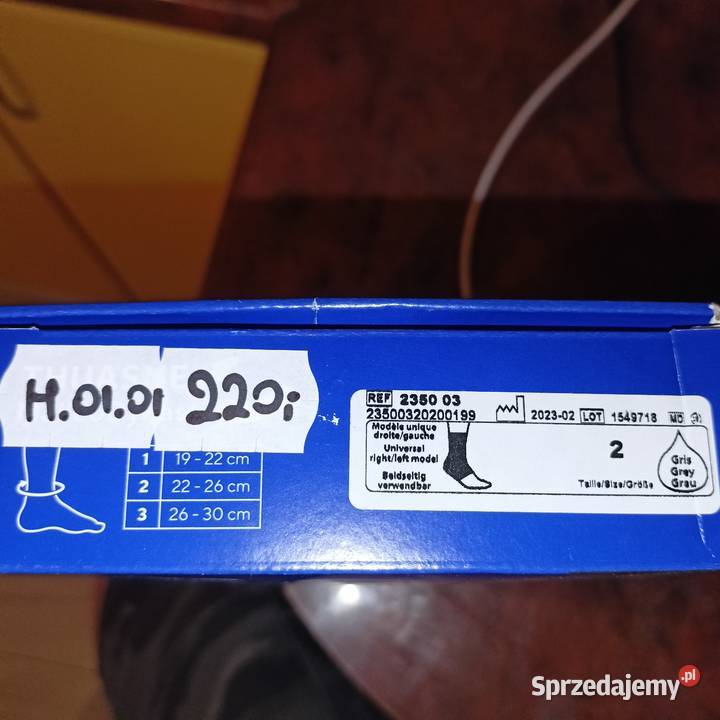 THUASNE
H.01.01
220,-
1 19 - 22 cm
2 22 - 26 cm
3 26 - 30 cm
REF 2350 03
23500320200199
2023-02 LOT 1549718 MD
Modèle unique
droite/gauche
Universal
right/left model
Beidseitig
verwendbar
2
Taille/Size/Größe
Gris
Grey
Grau
Sprzedajemy.pl